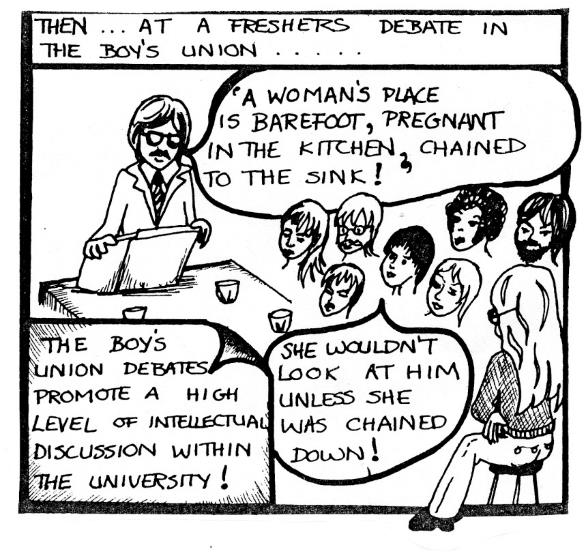 THEN ... AT A FRESHERS DEBATE IN
THE BOY'S UNION . . . . .
"A WOMAN'S PLACE
IS BAREFOOT, PREGNANT
IN THE KITCHEN, CHAINED
TO THE SINK! "
THE BOY'S
UNION DEBATES
PROMOTE A HIGH
LEVEL OF INTELLECTUAL
DISCUSSION WITHIN
THE UNIVERSITY!
SHE WOULDN'T
LOOK AT HIM
UNLESS SHE
WAS CHAINED
DOWN!